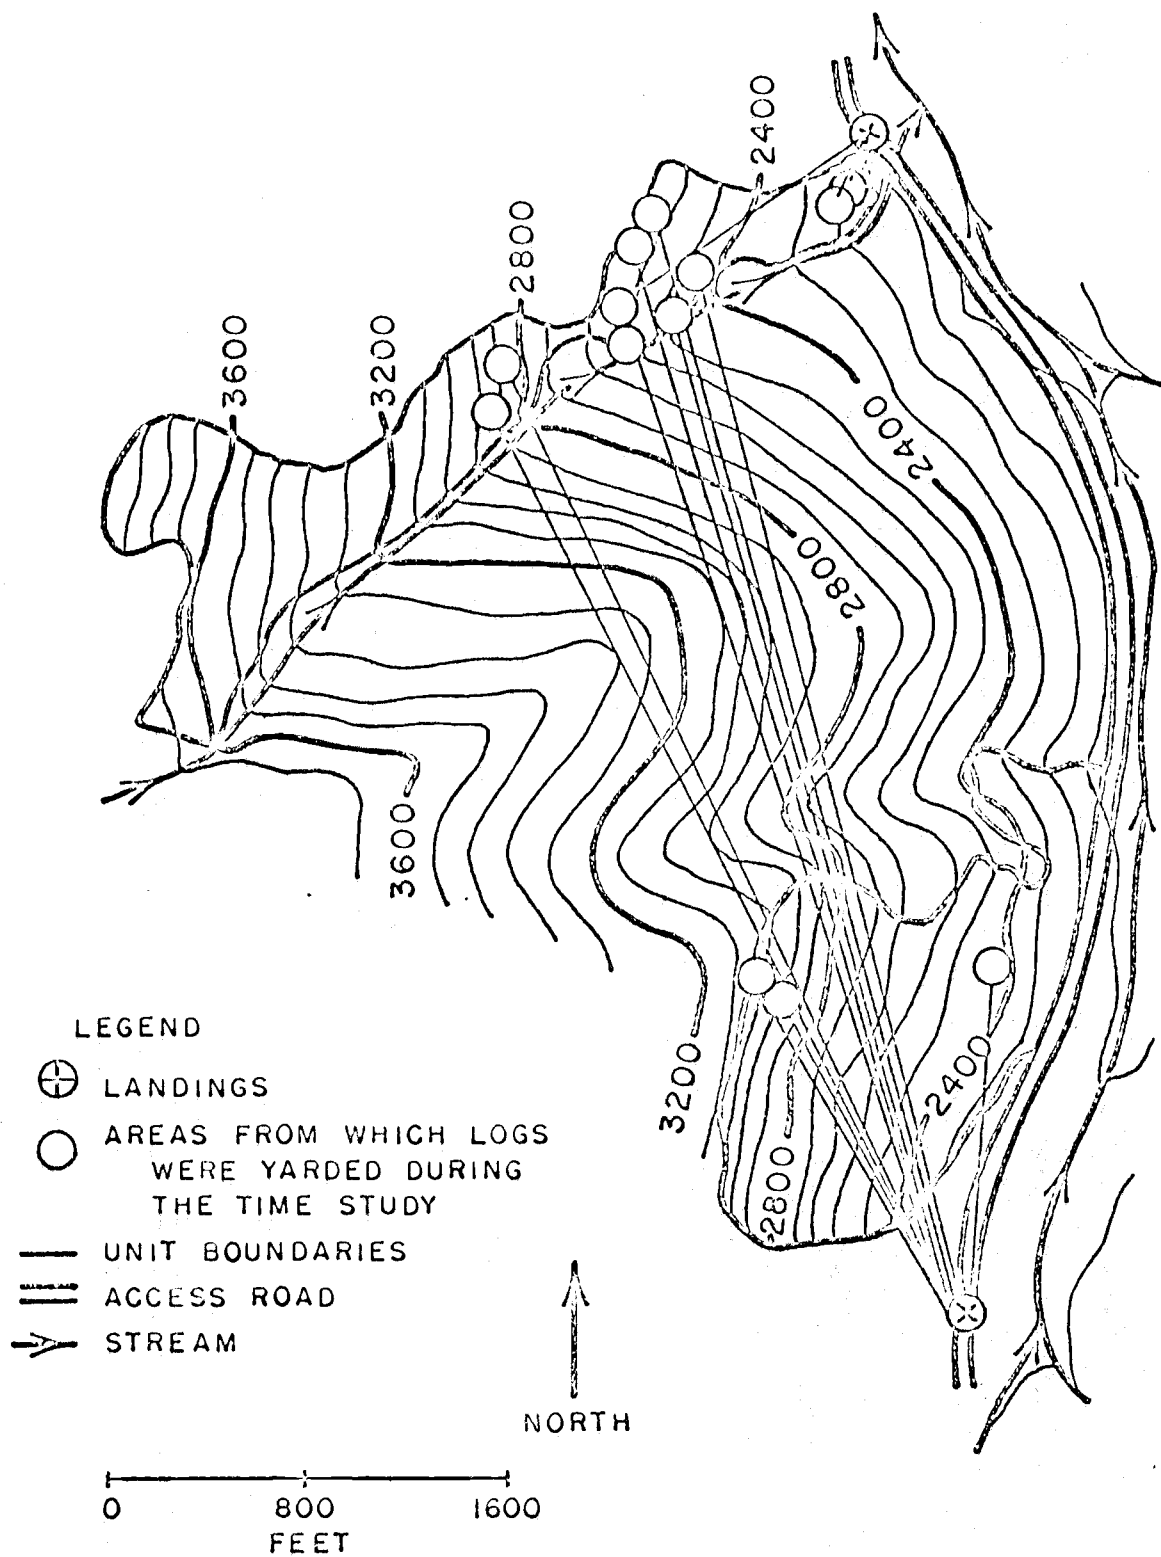 2400
2800
3600
3200
2400
2800
3600
2400
3200
2800
LEGEND
LANDINGS
AREAS FROM WHICH LOGS
WERE YARDED DURING
THE TIME STUDY
UNIT BOUNDARIES
ACCESS ROAD
STREAM
NORTH
0 800 1600
FEET